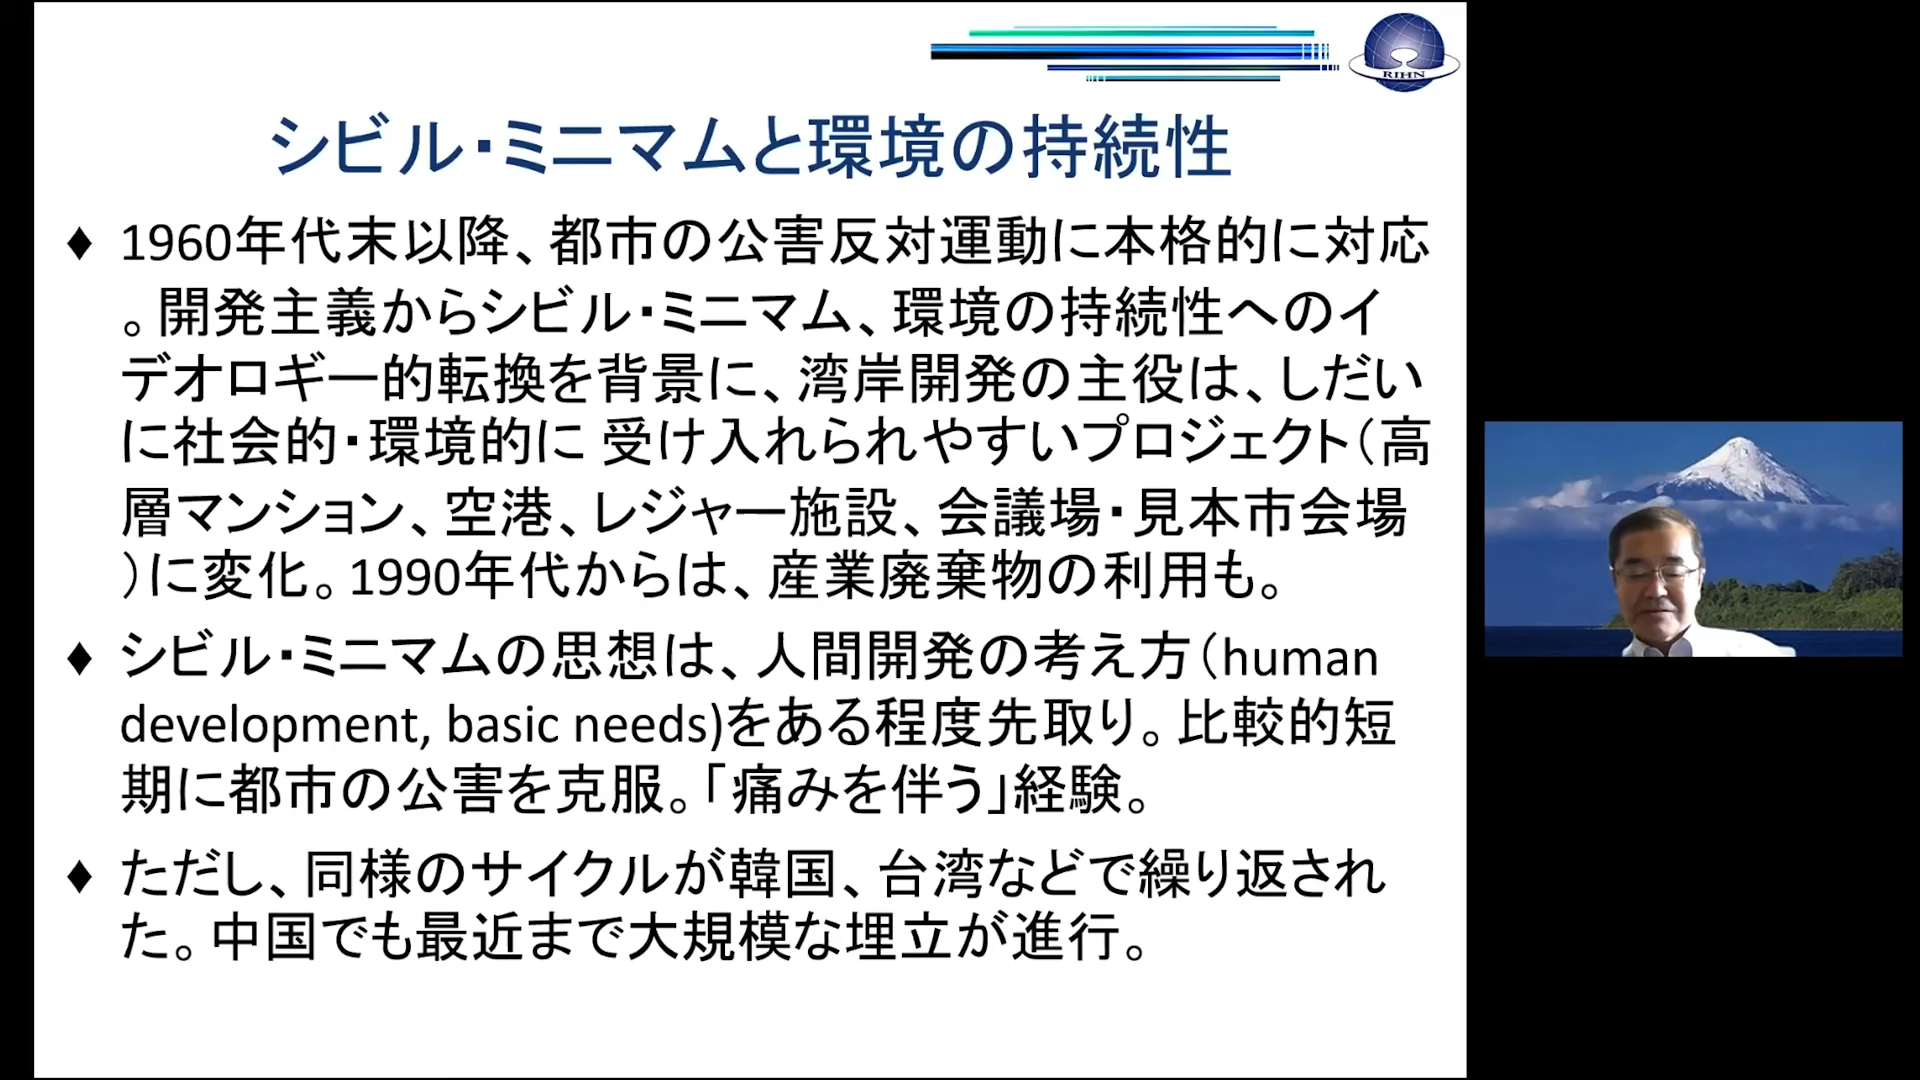 RIHN
シビル・ミニマムと環境の持続性
♦ 1960年代末以降、都市の公害反対運動に本格的に対応
。開発主義からシビル・ミニマム、環境の持続性へのイ
デオロギー的転換を背景に、湾岸開発の主役は、しだい
に社会的・環境的に 受け入れられやすいプロジェクト（高
層マンション、空港、レジャー施設、会議場・見本市会場
）に変化。1990年代からは、産業廃棄物の利用も。
♦ シビル・ミニマムの思想は、人間開発の考え方（human
development, basic needs)をある程度先取り。比較的短
期に都市の公害を克服。「痛みを伴う」経験。
♦ ただし、同様のサイクルが韓国、台湾などで繰り返され
た。中国でも最近まで大規模な埋立が進行。